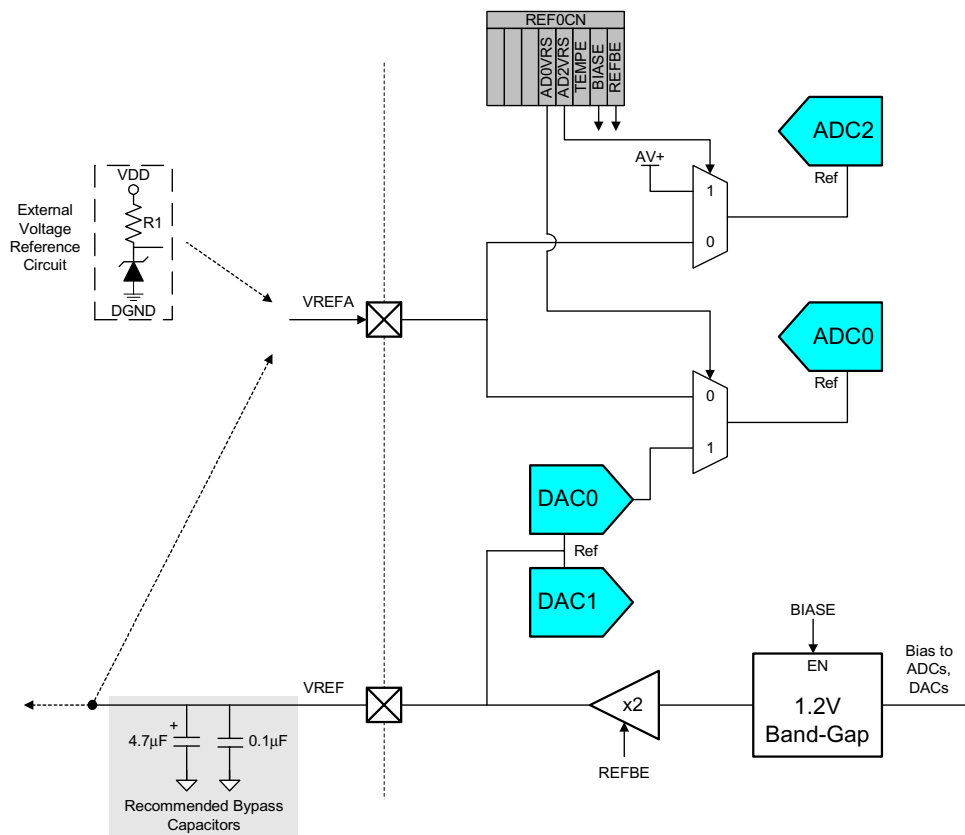 REF0CN
AD0VRS
AD2VRS
TEMPE
BIASE
REFBE
ADC2
Ref
AV+
1
0
VDD
R1
DGND
External
Voltage
Reference
Circuit
VREFA
ADC0
Ref
0
1
DAC0
Ref
DAC1
BIASE
EN
1.2V
Band-Gap
Bias to
ADCs,
DACs
x2
REFBE
VREF
+
4.7μF
0.1μF
Recommended Bypass
Capacitors